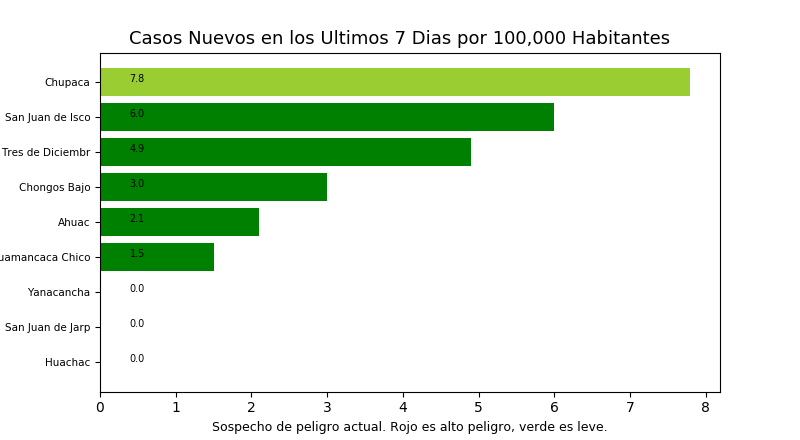 Casos Nuevos en los Ultimos 7 Dias por 100,000 Habitantes
Chupaca 7.8
San Juan de Isco 6.0
Tres de Diciembr 4.9
Chongos Bajo 3.0
Ahuac 2.1
uamancaca Chico 1.5
Yanacancha 0.0
San Juan de Jarp 0.0
Huachac 0.0
0 1 2 3 4 5 6 7 8
Sospecho de peligro actual. Rojo es alto peligro, verde es leve.